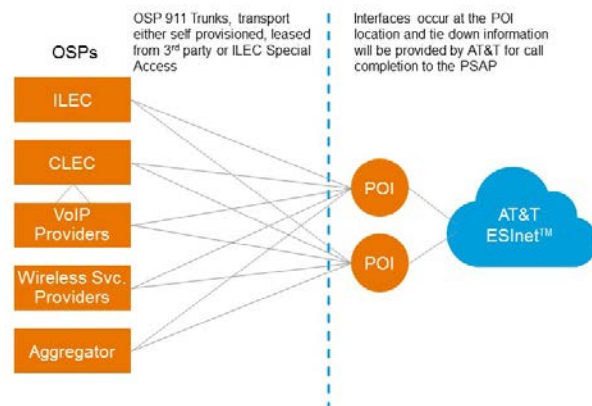 OSP 911 Trunks, transport
either self provisioned, leased
from 3rd party or ILEC Special
Access
Interfaces occur at the POI
location and tie down information
will be provided by AT&T for call
completion to the PSAP
OSPs
ILEC
CLEC
VoIP
Providers
Wireless Svc.
Providers
Aggregator
POI
POI
AT&T
ESInet™